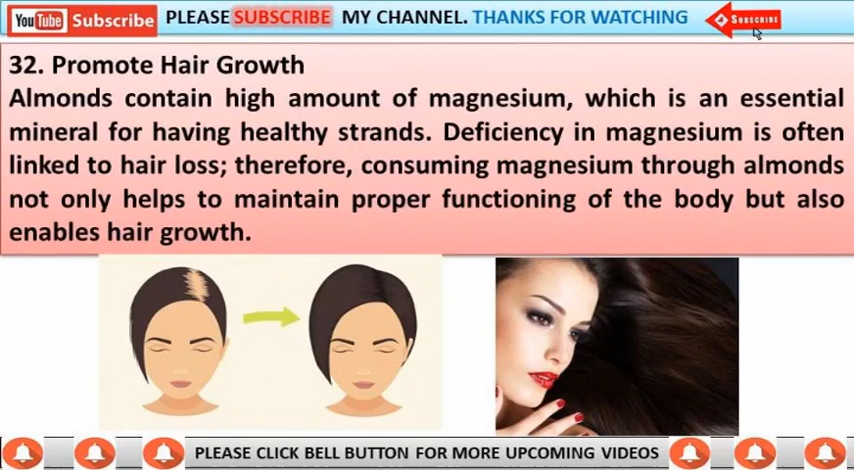 YouTube Subscribe PLEASE SUBSCRIBE MY CHANNEL. THANKS FOR WATCHING SUBSCRIBE
32. Promote Hair Growth
Almonds contain high amount of magnesium, which is an essential
mineral for having healthy strands. Deficiency in magnesium is often
linked to hair loss; therefore, consuming magnesium through almonds
not only helps to maintain proper functioning of the body but also
enables hair growth.
PLEASE CLICK BELL BUTTON FOR MORE UPCOMING VIDEOS